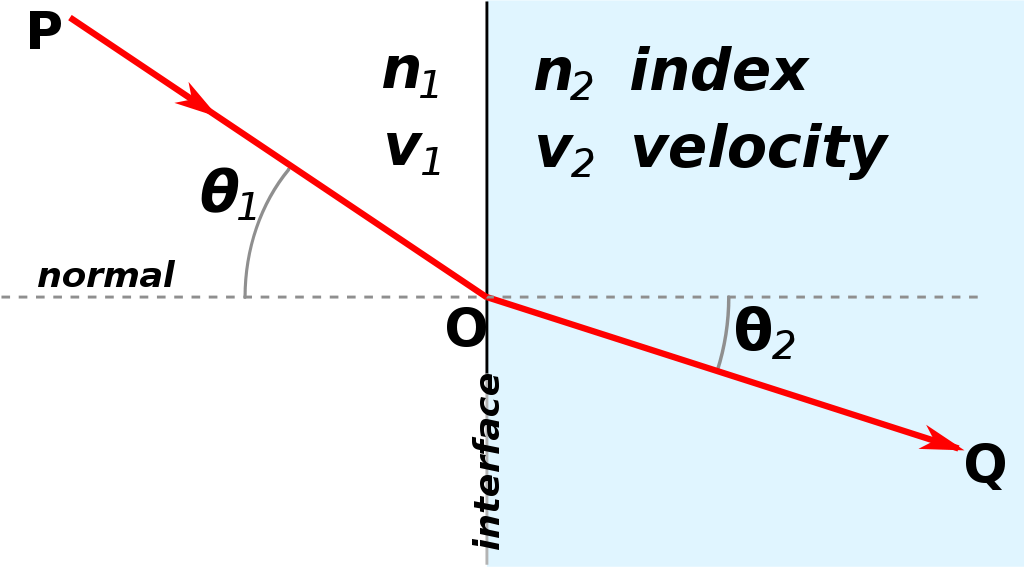 P
n₁ n₂ index
v₁ v₂ velocity
θ₁
normal
O
θ₂
interface
Q